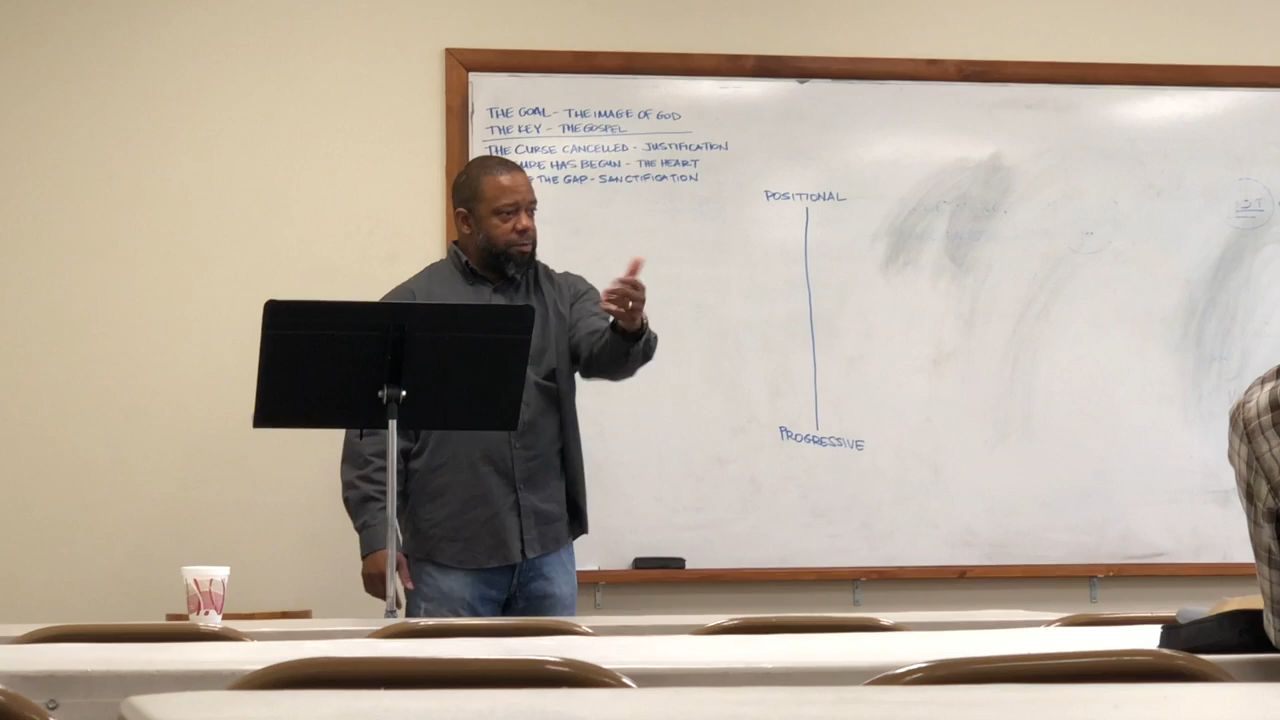 THE GOAL - THE IMAGE OF GOD
THE KEY - THE GOSPEL
THE CURSE CANCELLED - JUSTIFICATION
HAS BEGUN - THE HEART
THE GAP - SANCTIFICATION
POSITIONAL
PROGRESSIVE